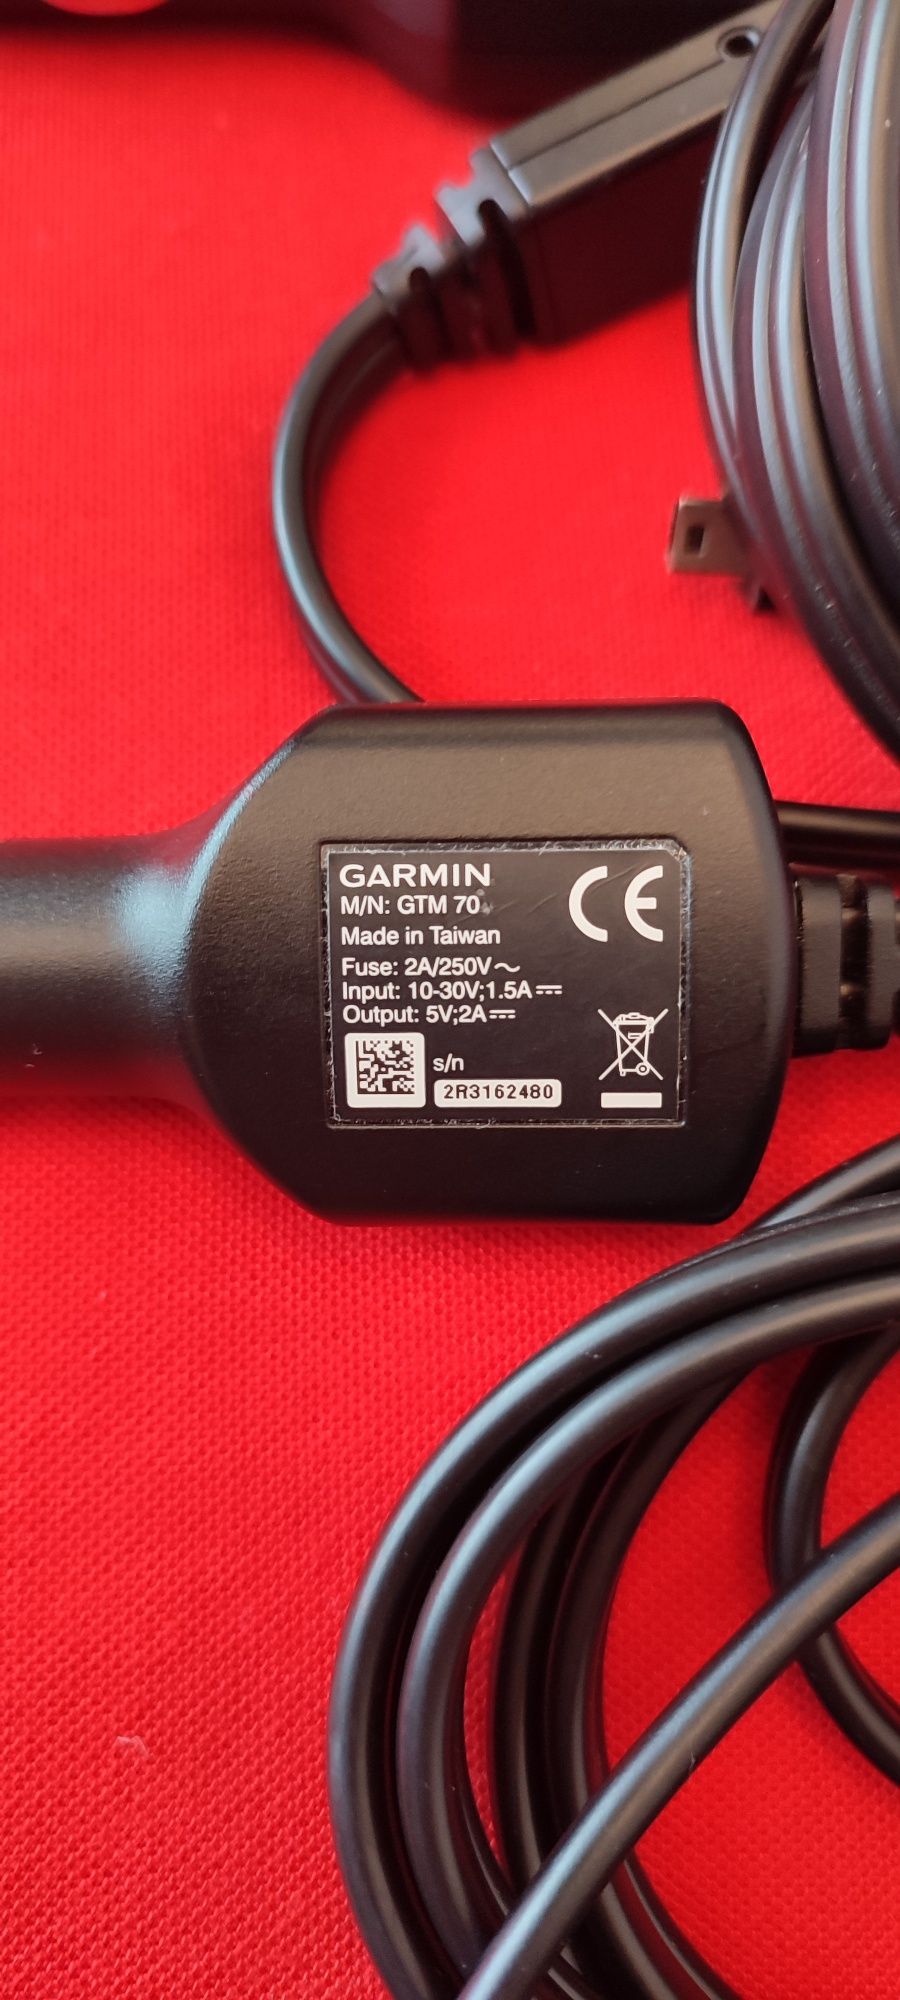 GARMIN
M/N: GTM 70
Made in Taiwan
Fuse: 2A/250V～
Input: 10-30V;1.5A⎓
Output: 5V;2A⎓
s/n
2R3162480
CE